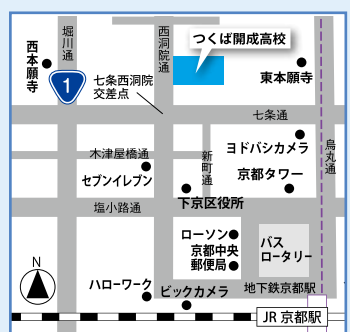 堀川通
西洞院通
つくば開成高校
西本願寺
東本願寺
1
七条西洞院
交差点
七条通
烏丸通
ヨドバシカメラ
木津屋橋通
新町通
セブンイレブン
京都タワー
下京区役所
塩小路通
ローソン
京都中央
郵便局
バス
ロータリー
N
ハローワーク
ビックカメラ
地下鉄京都駅
JR 京都駅